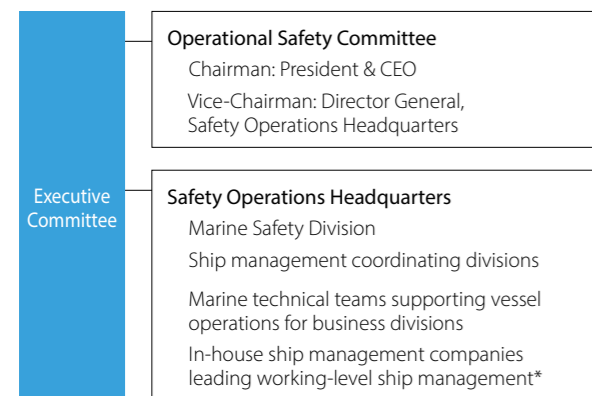 Executive
Committee
Operational Safety Committee
Chairman: President & CEO
Vice-Chairman: Director General,
Safety Operations Headquarters
Safety Operations Headquarters
Marine Safety Division
Ship management coordinating divisions
Marine technical teams supporting vessel
operations for business divisions
In-house ship management companies
leading working-level ship management*